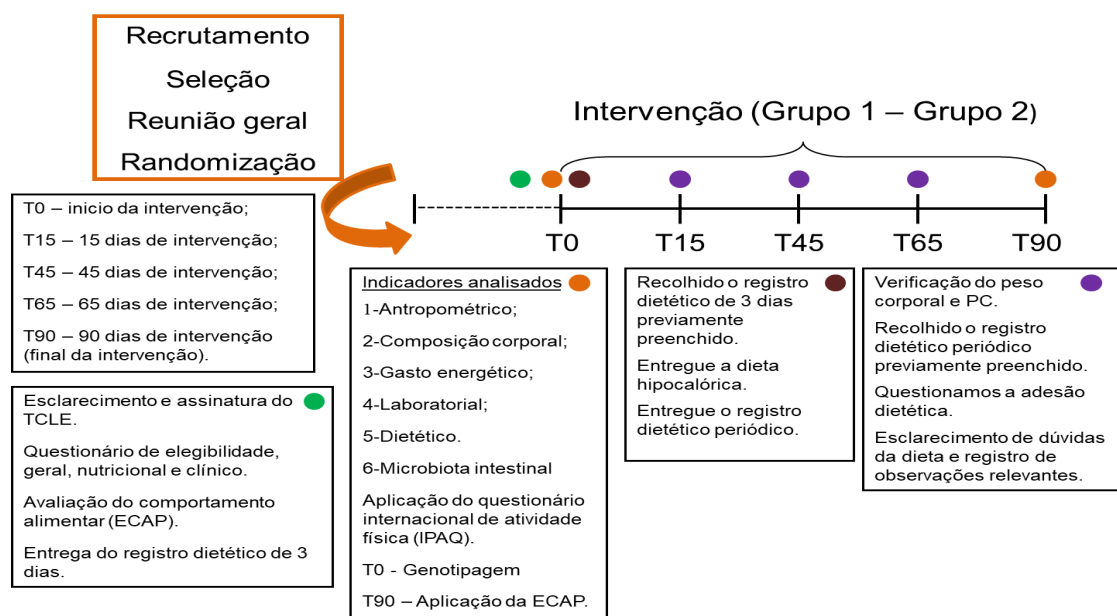 Recrutamento
Seleção
Reunião geral
Randomização
Intervenção (Grupo 1 – Grupo 2)
T0 T15 T45 T65 T90
T0 – inicio da intervenção;
T15 – 15 dias de intervenção;
T45 – 45 dias de intervenção;
T65 – 65 dias de intervenção;
T90 – 90 dias de intervenção
(final da intervenção).
Esclarecimento e assinatura do
TCLE.
Questionário de elegibilidade,
geral, nutricional e clínico.
Avaliação do comportamento
alimentar (ECAP).
Entrega do registro dietético de 3
dias.
Indicadores analisados
1-Antropométrico;
2-Composição corporal;
3-Gasto energético;
4-Laboratorial;
5-Dietético.
6-Microbiota intestinal
Aplicação do questionário
internacional de atividade
física (IPAQ).
T0 - Genotipagem
T90 – Aplicação da ECAP.
Recolhido o registro
dietético de 3 dias
previamente
preenchido.
Entregue a dieta
hipocalórica.
Entregue o registro
dietético periódico.
Verificação do peso
corporal e PC.
Recolhido o registro
dietético periódico
previamente preenchido.
Questionamos a adesão
dietética.
Esclarecimento de dúvidas
da dieta e registro de
observações relevantes.